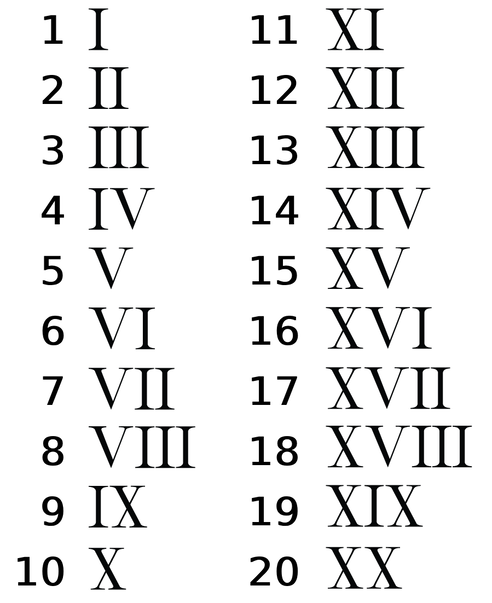 1 I
2 II
3 III
4 IV
5 V
6 VI
7 VII
8 VIII
9 IX
10 X
11 XI
12 XII
13 XIII
14 XIV
15 XV
16 XVI
17 XVII
18 XVIII
19 XIX
20 XX